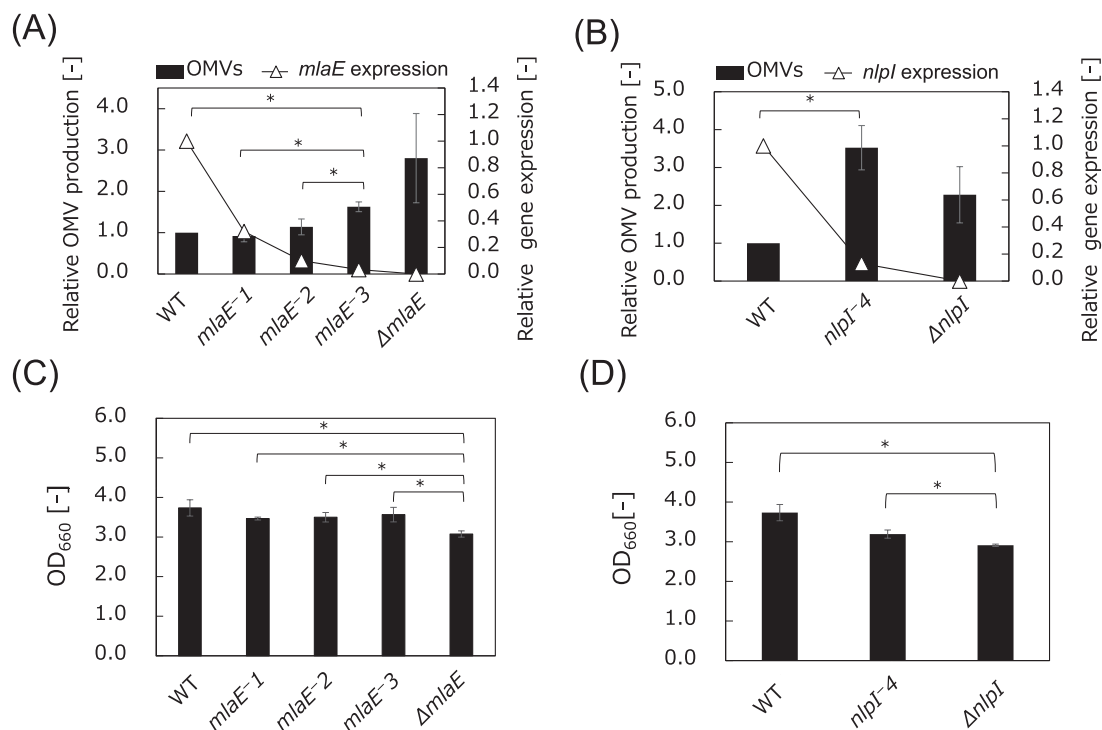 (A)
OMVs mlaE expression
Relative OMV production [-]
4.0
3.0
2.0
1.0
0.0
1.4
1.2
1.0
0.8
0.6
0.4
0.2
0.0
Relative gene expression [-]
*
*
*
WT
mlaE⁻1
mlaE⁻2
mlaE⁻3
ΔmlaE
(B)
OMVs nlpI expression
Relative OMV production [-]
5.0
4.0
3.0
2.0
1.0
0.0
1.4
1.2
1.0
0.8
0.6
0.4
0.2
0.0
Relative gene expression [-]
*
WT
nlpI⁻4
ΔnlpI
(C)
OD₆₆₀ [-]
6.0
5.0
4.0
3.0
2.0
1.0
0.0
*
*
*
*
WT
mlaE⁻1
mlaE⁻2
mlaE⁻3
ΔmlaE
(D)
OD₆₆₀[-]
6.0
5.0
4.0
3.0
2.0
1.0
0.0
*
*
WT
nlpI⁻4
ΔnlpI